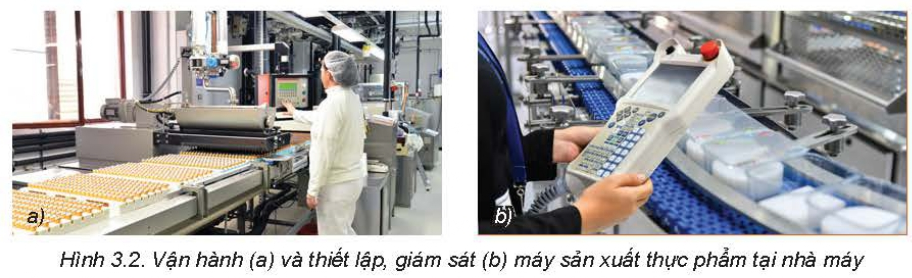 a)
b)
Hình 3.2. Vận hành (a) và thiết lập, giám sát (b) máy sản xuất thực phẩm tại nhà máy